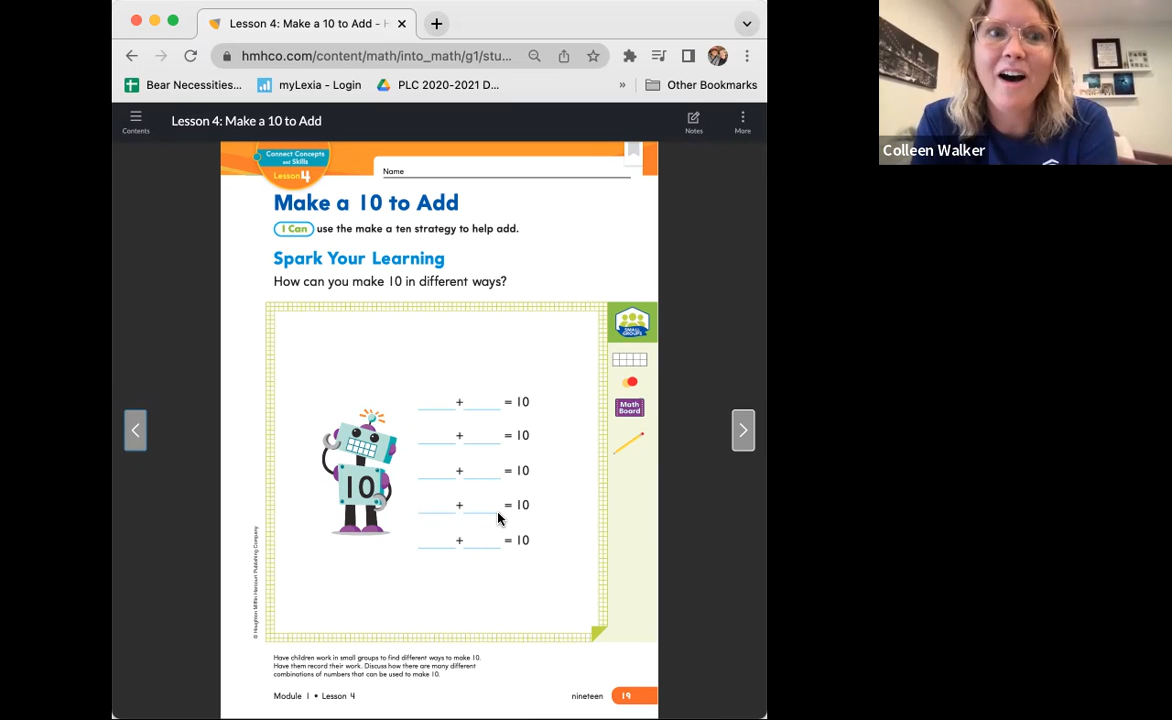 Lesson 4: Make a 10 to Add -
hmhco.com/content/math/into_math/g1/stu...
Bear Necessities... myLexia - Login PLC 2020-2021 D... » Other Bookmarks
Contents
Lesson 4: Make a 10 to Add
Notes
More
Colleen Walker
Connect Concepts
and Skills
Lesson 4
Name
Make a 10 to Add
I Can use the make a ten strategy to help add.
Spark Your Learning
How can you make 10 in different ways?
SMALL
GROUPS
Math
Board
10
+ = 10
+ = 10
+ = 10
+ = 10
+ = 10
© Houghton Mifflin Harcourt Publishing Company
Have children work in small groups to find different ways to make 10.
Have them record their work. Discuss how there are many different
combinations of numbers that can be used to make 10.
Module 1 • Lesson 4
nineteen 19